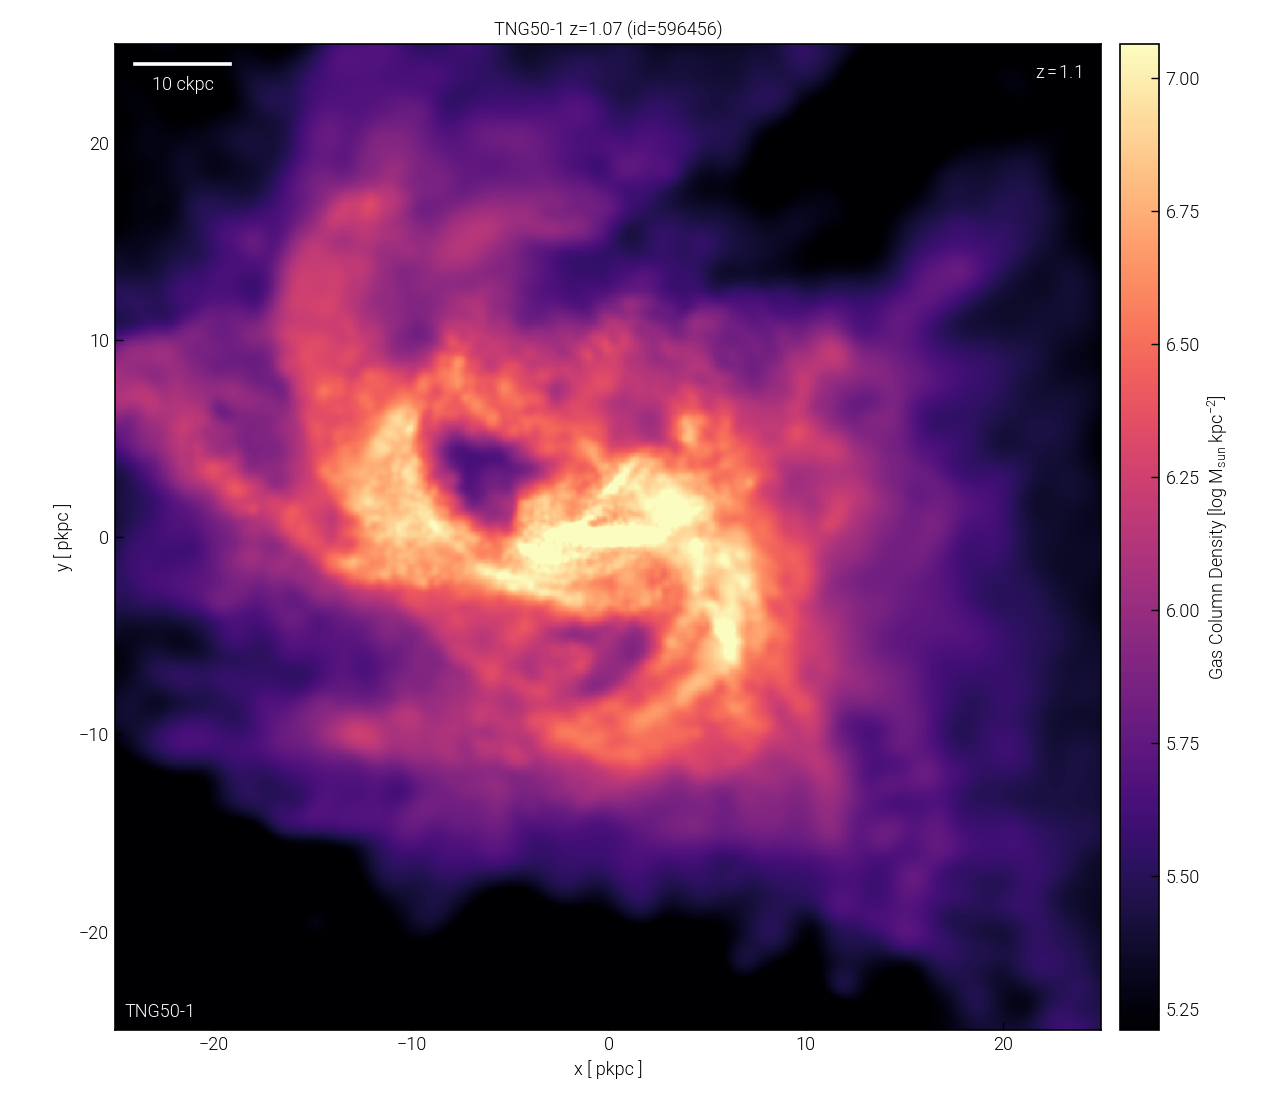 TNG50-1 z=1.07 (id=596456)
10 ckpc
z=1.1
TNG50-1
20
10
0
−10
−20
y [ pkpc ]
−20
−10
0
10
20
x [ pkpc ]
7.00
6.75
6.50
6.25
6.00
5.75
5.50
5.25
Gas Column Density [log M_sun kpc⁻²]